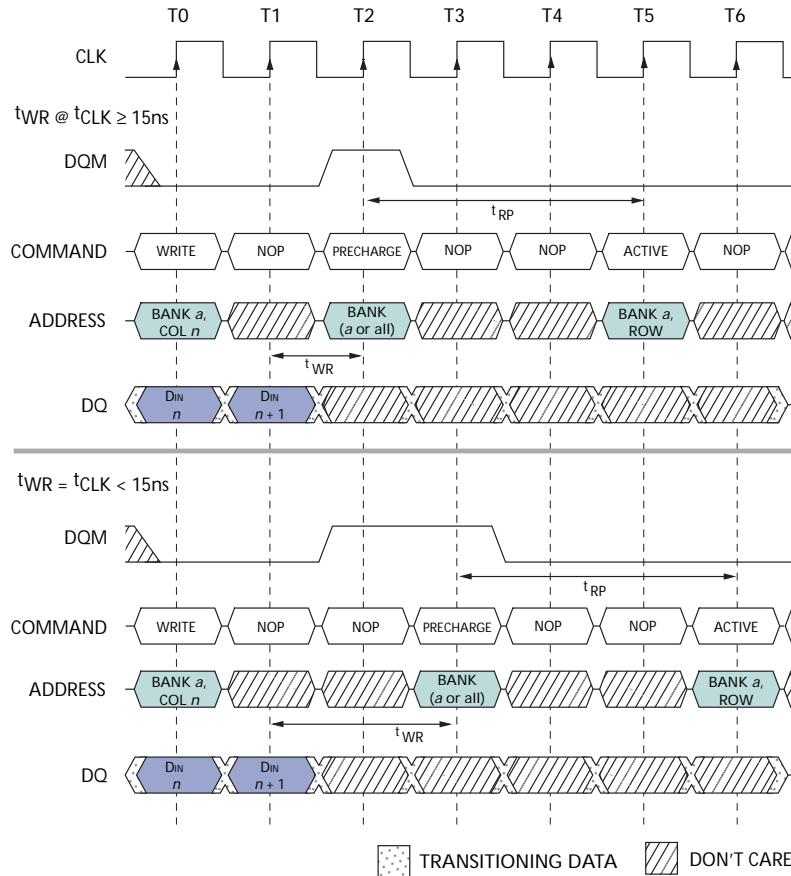 T0 T1 T2 T3 T4 T5 T6
CLK
tWR @ tCLK ≥ 15ns
DQM
tRP
COMMAND WRITE NOP PRECHARGE NOP NOP ACTIVE NOP
ADDRESS BANK a, COL n BANK (a or all) BANK a, ROW
tWR
DQ DIN n DIN n + 1
tWR = tCLK < 15ns
DQM
tRP
COMMAND WRITE NOP NOP PRECHARGE NOP NOP ACTIVE
ADDRESS BANK a, COL n BANK (a or all) BANK a, ROW
tWR
DQ DIN n DIN n + 1
TRANSITIONING DATA DON'T CARE